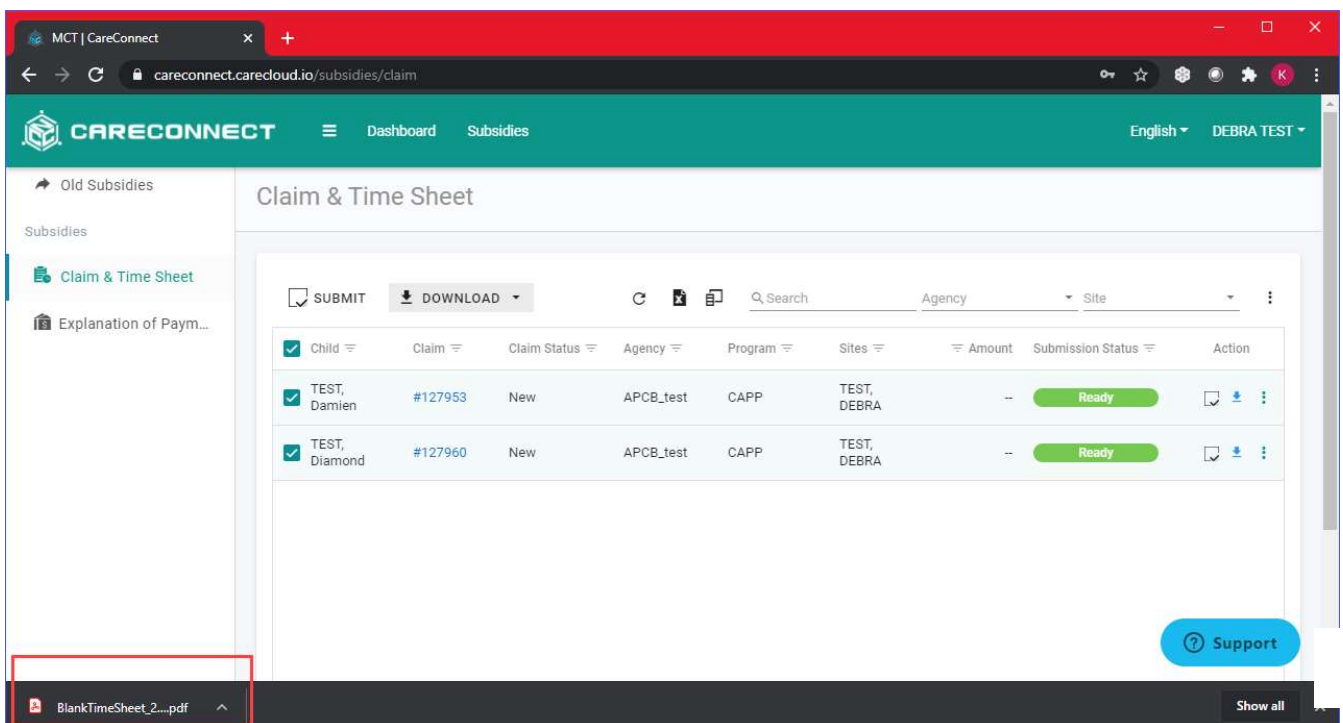 MCT | CareConnect
careconnect.carecloud.io/subsidies/claim
K
CARECONNECT Dashboard Subsidies English DEBRA TEST
Old Subsidies
Claim & Time Sheet
Subsidies
Claim & Time Sheet
Explanation of Paym...
SUBMIT DOWNLOAD Search Agency Site
Child Claim Claim Status Agency Program Sites Amount Submission Status Action
TEST,
Damien #127953 New APCB_test CAPP TEST,
DEBRA -- Ready
TEST,
Diamond #127960 New APCB_test CAPP TEST,
DEBRA -- Ready
Support
BlankTimeSheet_2....pdf Show all